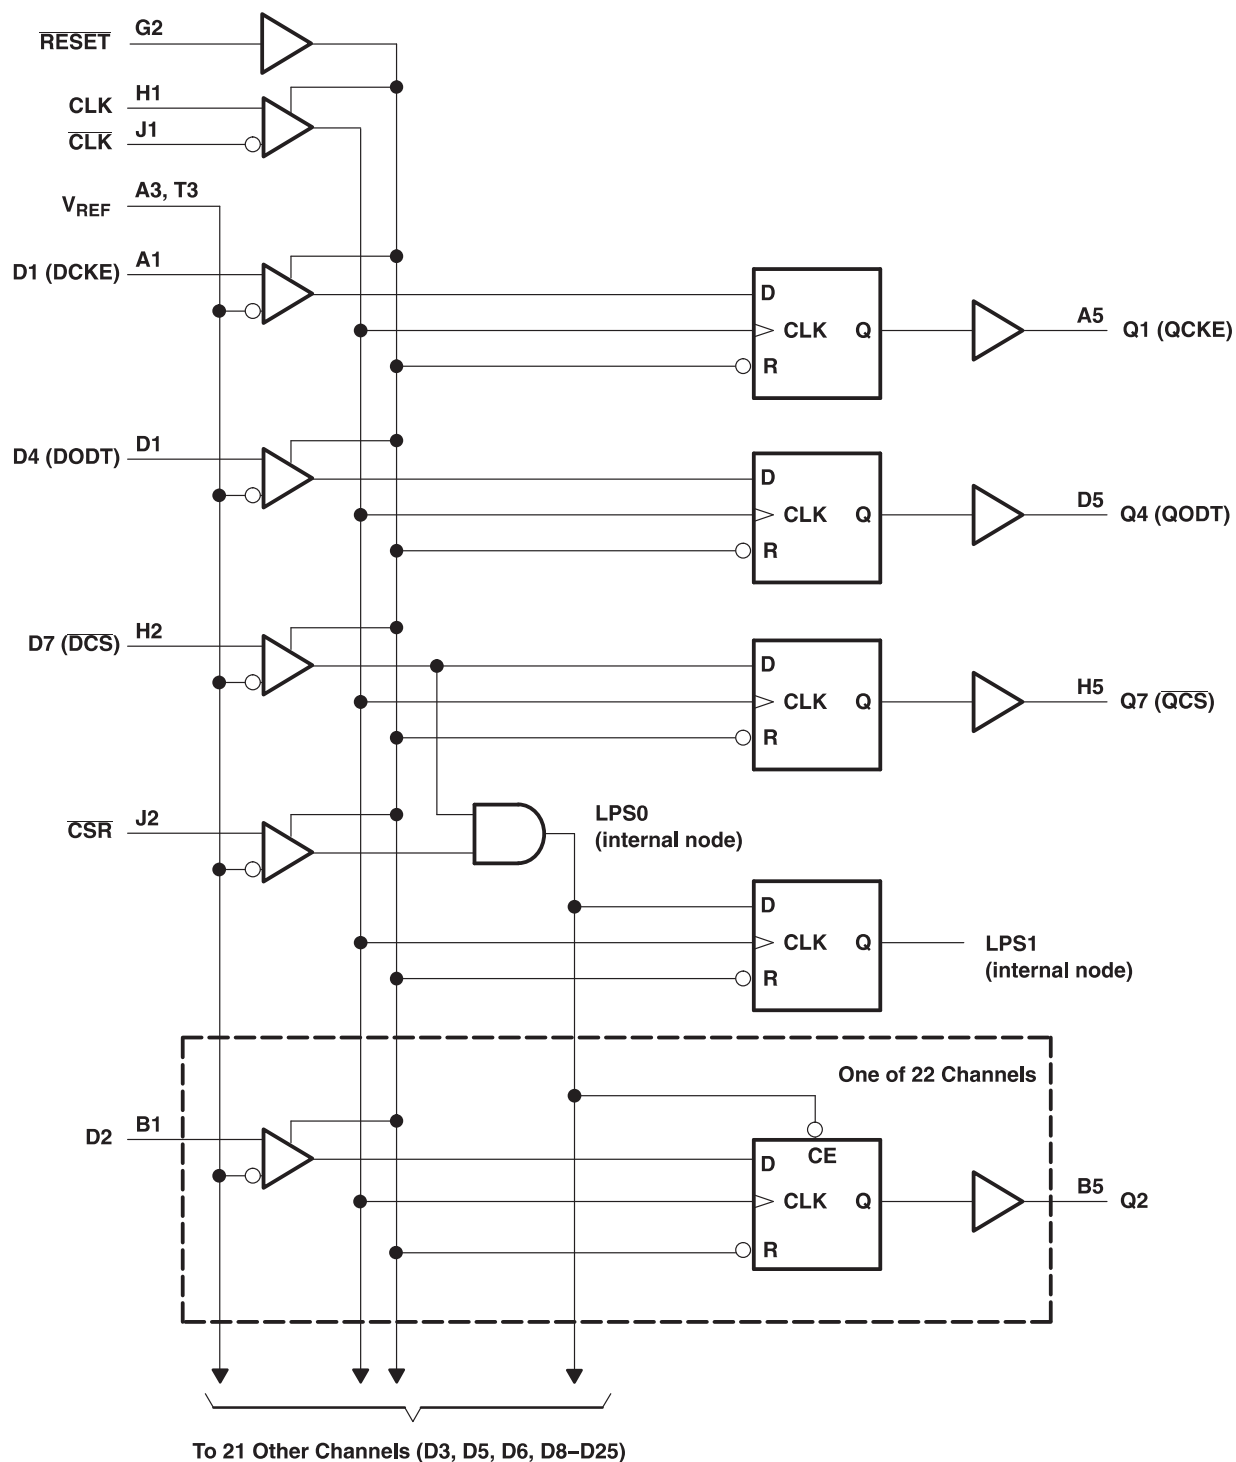 RESET G2
CLK H1
CLK J1
VREF A3, T3
D1 (DCKE) A1
D
CLK Q
R
A5 Q1 (QCKE)
D4 (DODT) D1
D
CLK Q
R
D5 Q4 (QODT)
D7 (DCS) H2
D
CLK Q
R
H5 Q7 (QCS)
CSR J2
LPS0
(internal node)
D
CLK Q
R
LPS1
(internal node)
One of 22 Channels
D2 B1
CE
D
CLK Q
R
B5 Q2
To 21 Other Channels (D3, D5, D6, D8–D25)